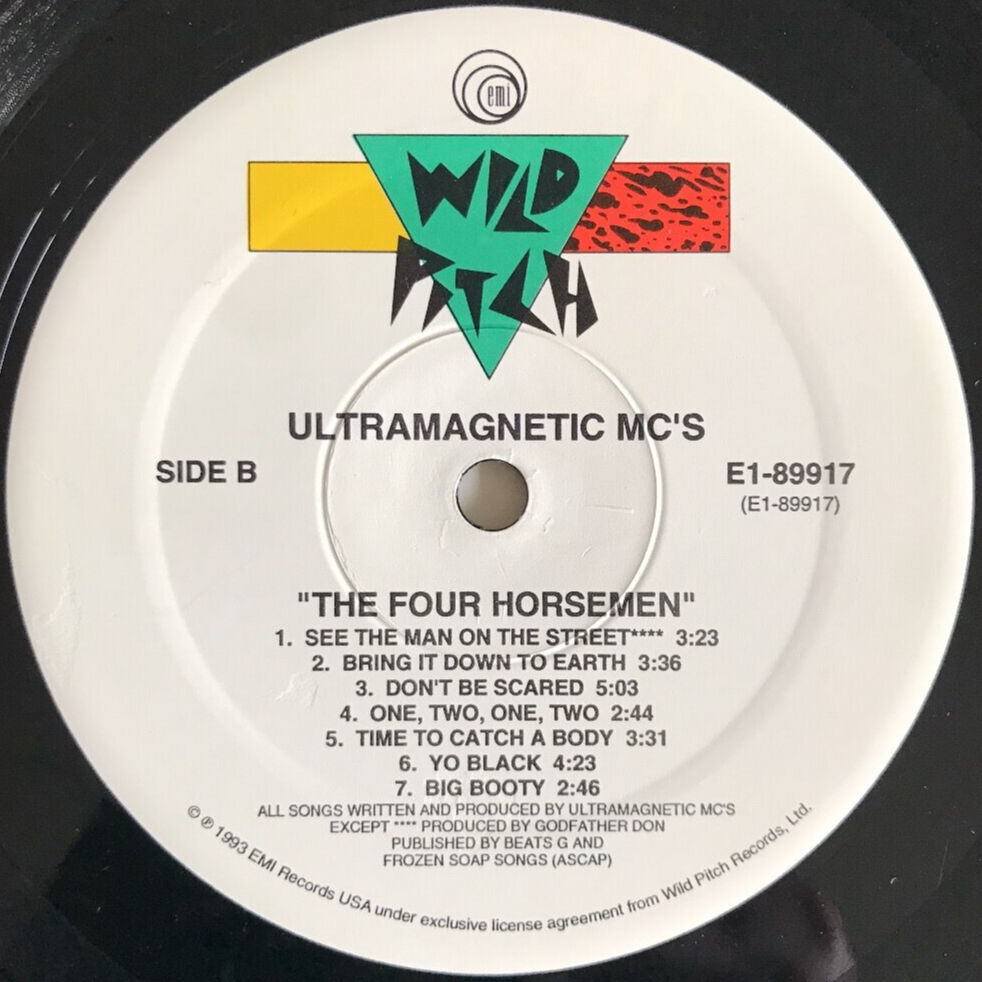 emi
WILD
PITCH
ULTRAMAGNETIC MC'S
SIDE B
E1-89917
(E1-89917)
"THE FOUR HORSEMEN"
1. SEE THE MAN ON THE STREET**** 3:23
2. BRING IT DOWN TO EARTH 3:36
3. DON'T BE SCARED 5:03
4. ONE, TWO, ONE, TWO 2:44
5. TIME TO CATCH A BODY 3:31
6. YO BLACK 4:23
7. BIG BOOTY 2:46
ALL SONGS WRITTEN AND PRODUCED BY ULTRAMAGNETIC MC'S
EXCEPT **** PRODUCED BY GODFATHER DON
PUBLISHED BY BEATS G AND
FROZEN SOAP SONGS (ASCAP)
© ℗ 1993 EMI Records USA under exclusive license agreement from Wild Pitch Records, Ltd.